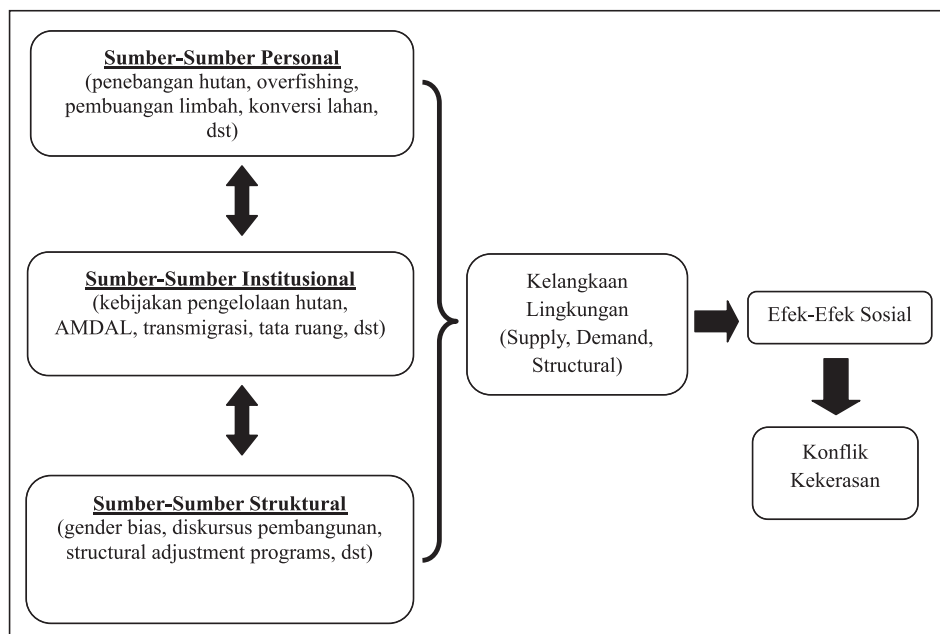 Sumber-Sumber Personal
(penebangan hutan, overfishing,
pembuangan limbah, konversi lahan,
dst)
Sumber-Sumber Institusional
(kebijakan pengelolaan hutan,
AMDAL, transmigrasi, tata ruang, dst)
Sumber-Sumber Struktural
(gender bias, diskursus pembangunan,
structural adjustment programs, dst)
Kelangkaan
Lingkungan
(Supply, Demand,
Structural)
Efek-Efek Sosial
Konflik
Kekerasan